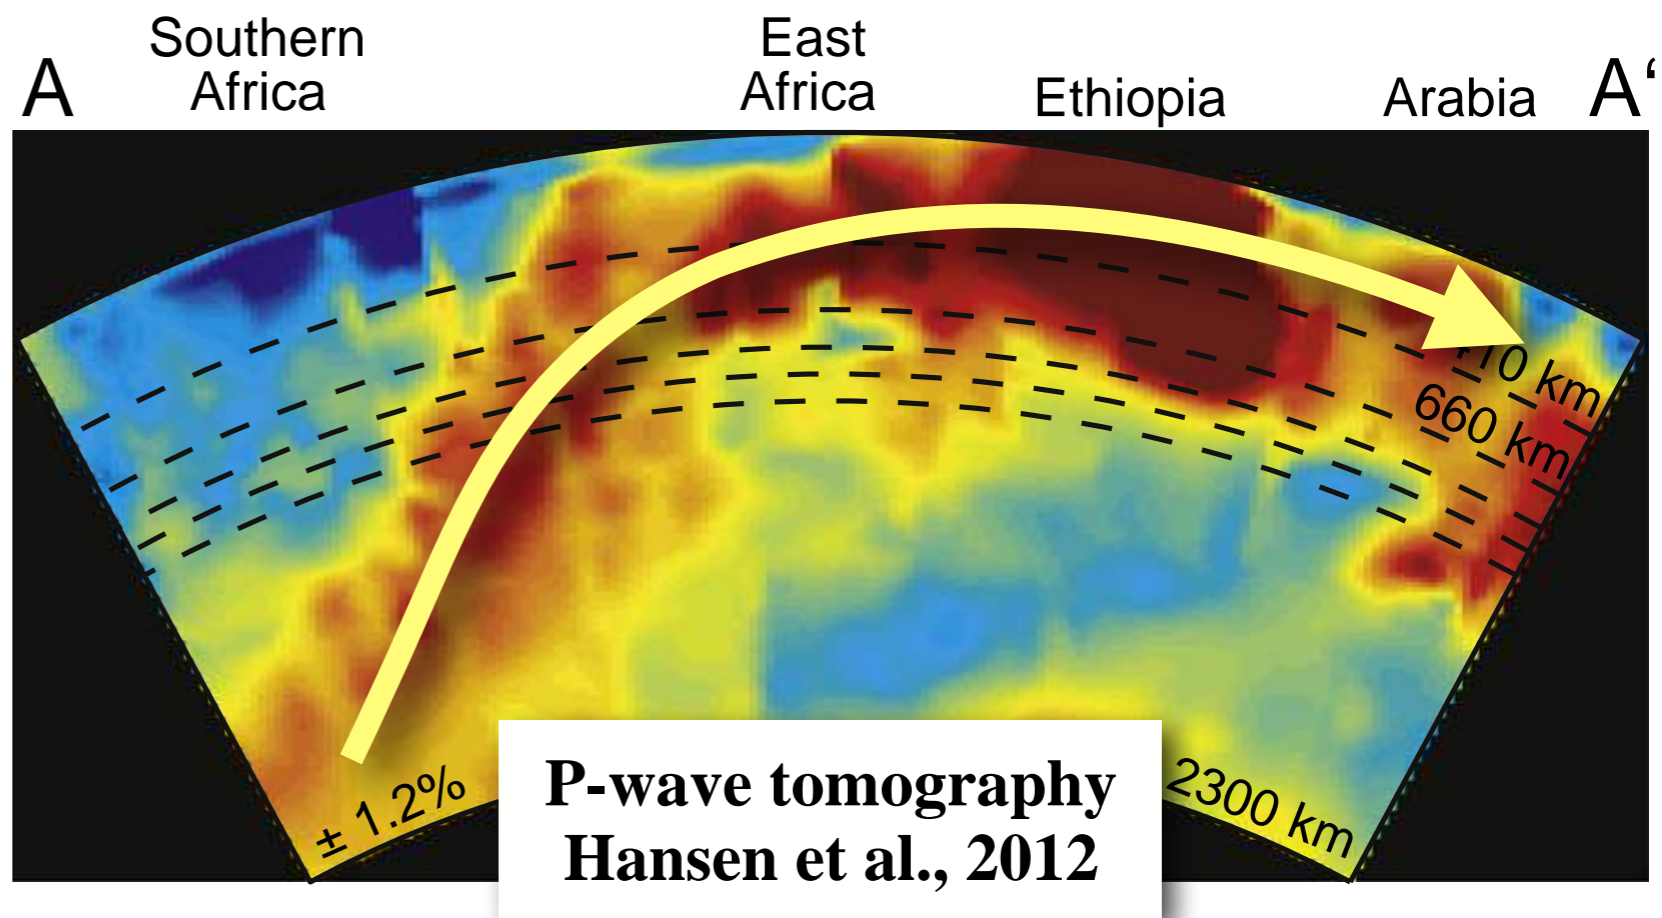 Southern
Africa
East
Africa
Ethiopia
Arabia
A
A‘
410 km
660 km
± 1.2%
2300 km
P-wave tomography
Hansen et al., 2012